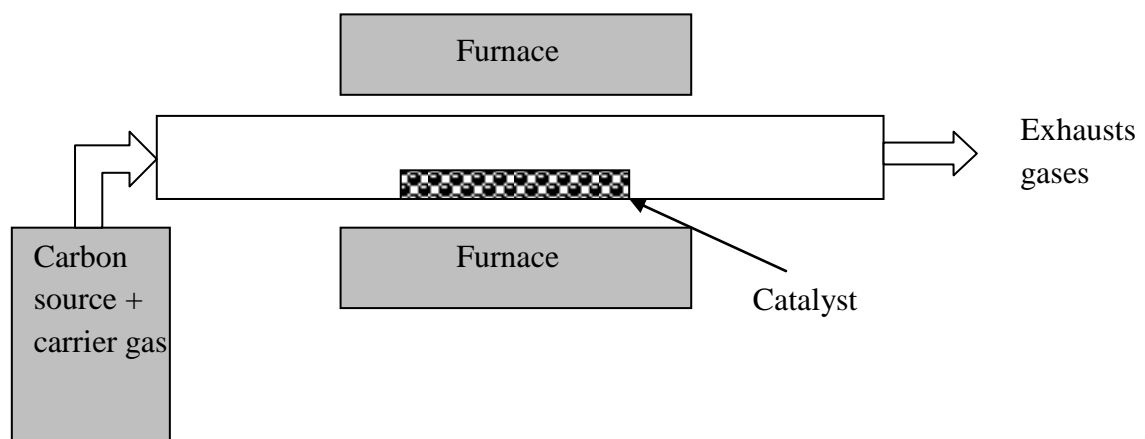 Furnace
Exhausts
gases
Carbon
source +
carrier gas
Furnace
Catalyst